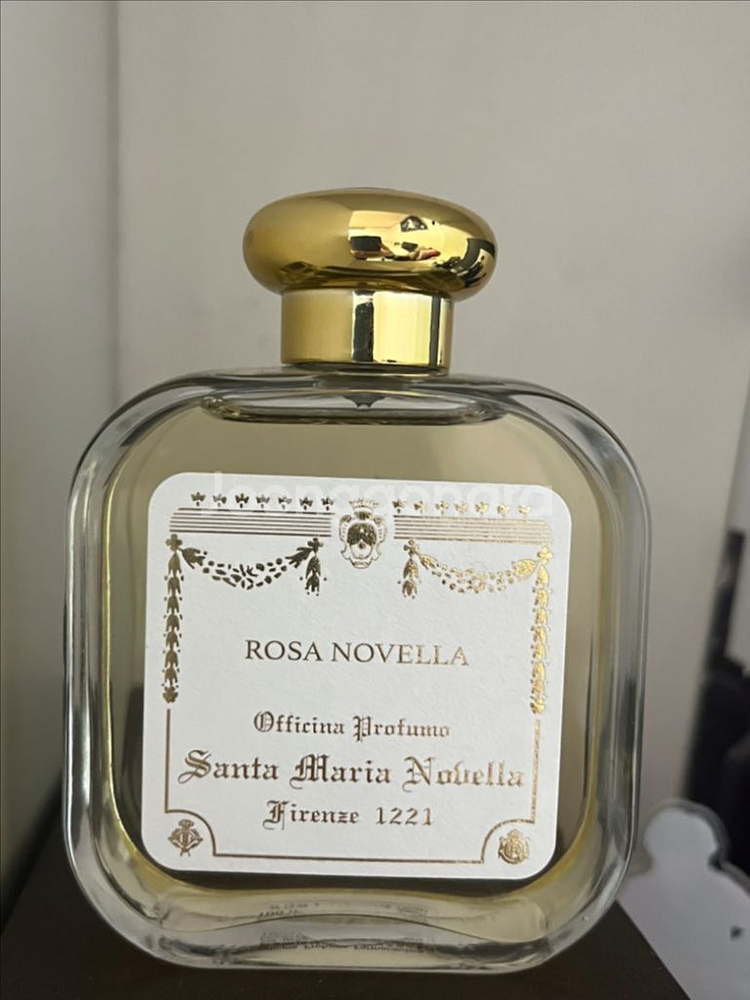 ROSA NOVELLA
Officina Profumo
Santa Maria Novella
Firenze 1221